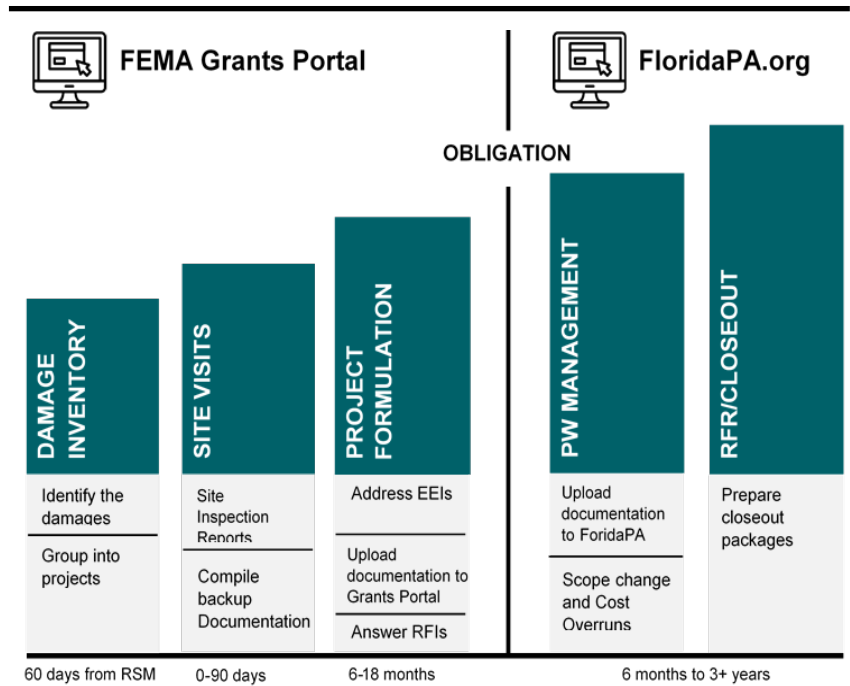 FEMA Grants Portal
FloridaPA.org
OBLIGATION
DAMAGE
INVENTORY
SITE VISITS
PROJECT
FORMULATION
PW MANAGEMENT
RFR/CLOSEOUT
Identify the
damages
Group into
projects
Site
Inspection
Reports
Compile
backup
Documentation
Address EEIs
Upload
documentation to
Grants Portal
Answer RFIs
Upload
documentation
to ForidaPA
Scope change
and Cost
Overruns
Prepare
closeout
packages
60 days from RSM
0-90 days
6-18 months
6 months to 3+ years